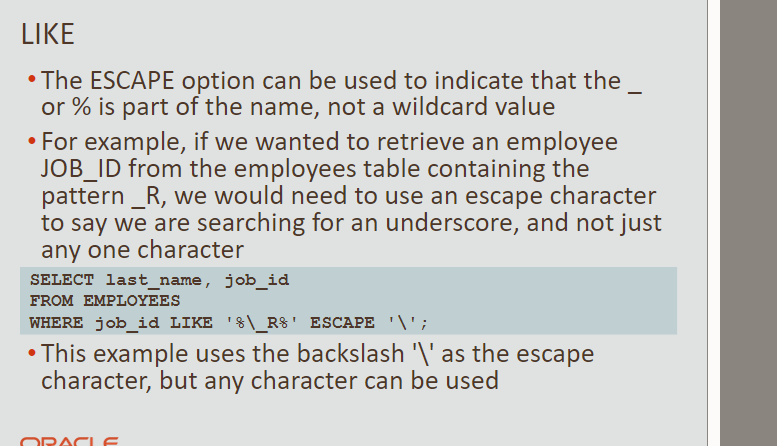 LIKE
•The ESCAPE option can be used to indicate that the _
or % is part of the name, not a wildcard value
•For example, if we wanted to retrieve an employee
JOB_ID from the employees table containing the
pattern _R, we would need to use an escape character
to say we are searching for an underscore, and not just
any one character
SELECT last_name, job_id
FROM EMPLOYEES
WHERE job_id LIKE '%\_R%' ESCAPE '\';
•This example uses the backslash '\' as the escape
character, but any character can be used
ORACLE